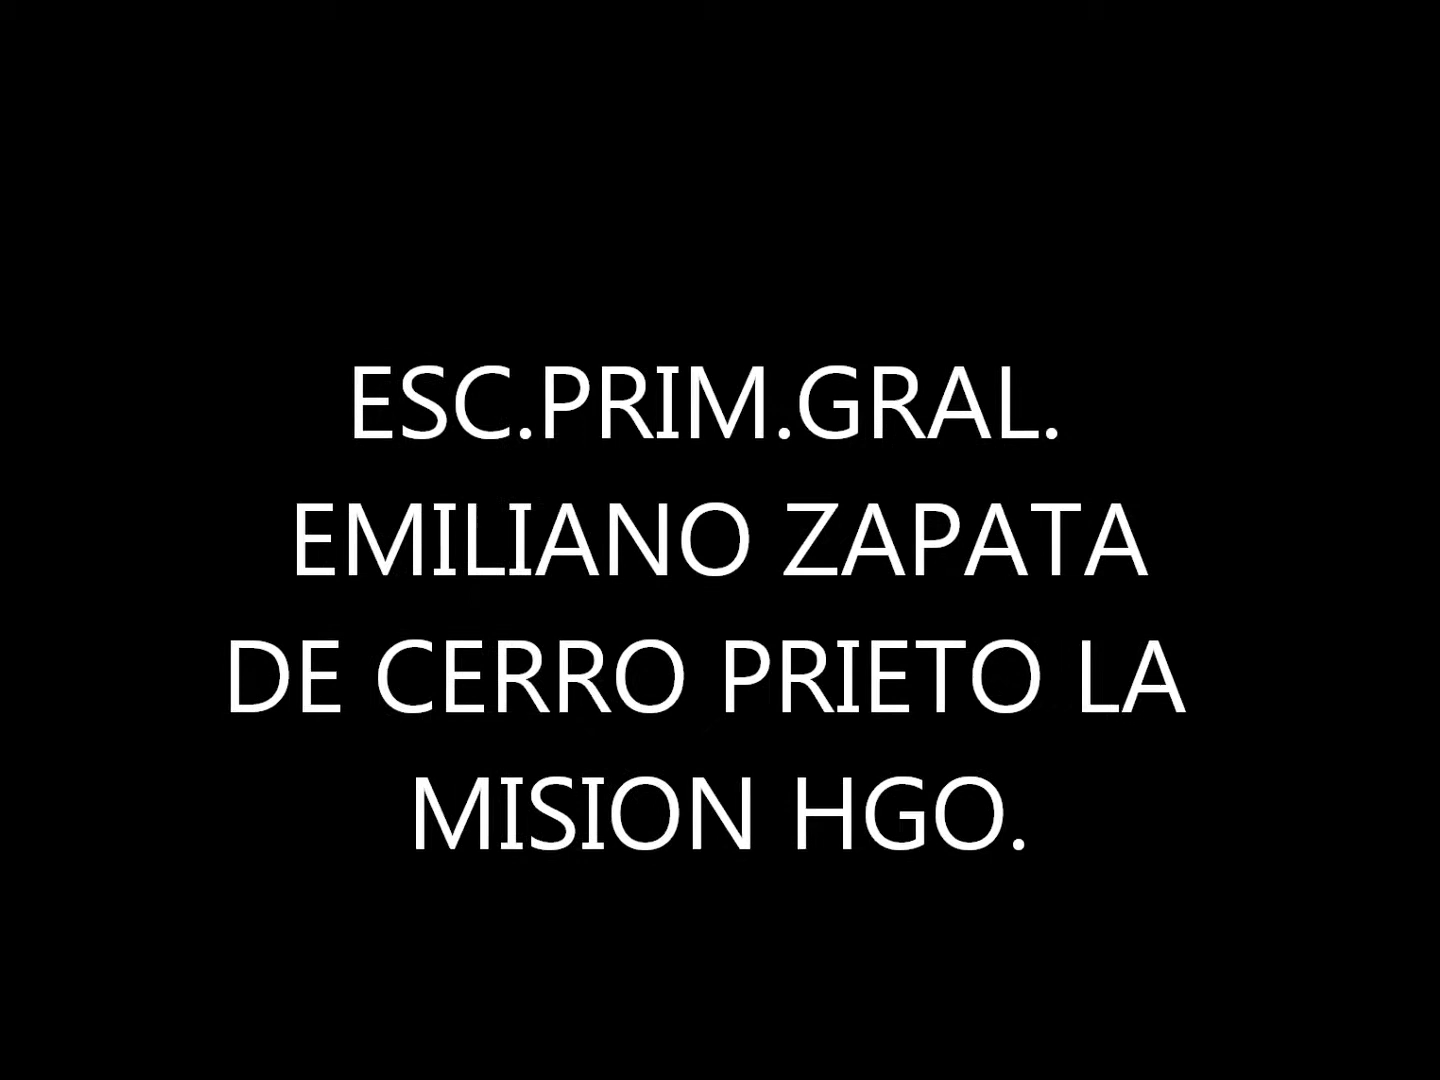 ESC.PRIM.GRAL.
EMILIANO ZAPATA
DE CERRO PRIETO LA
MISION HGO.